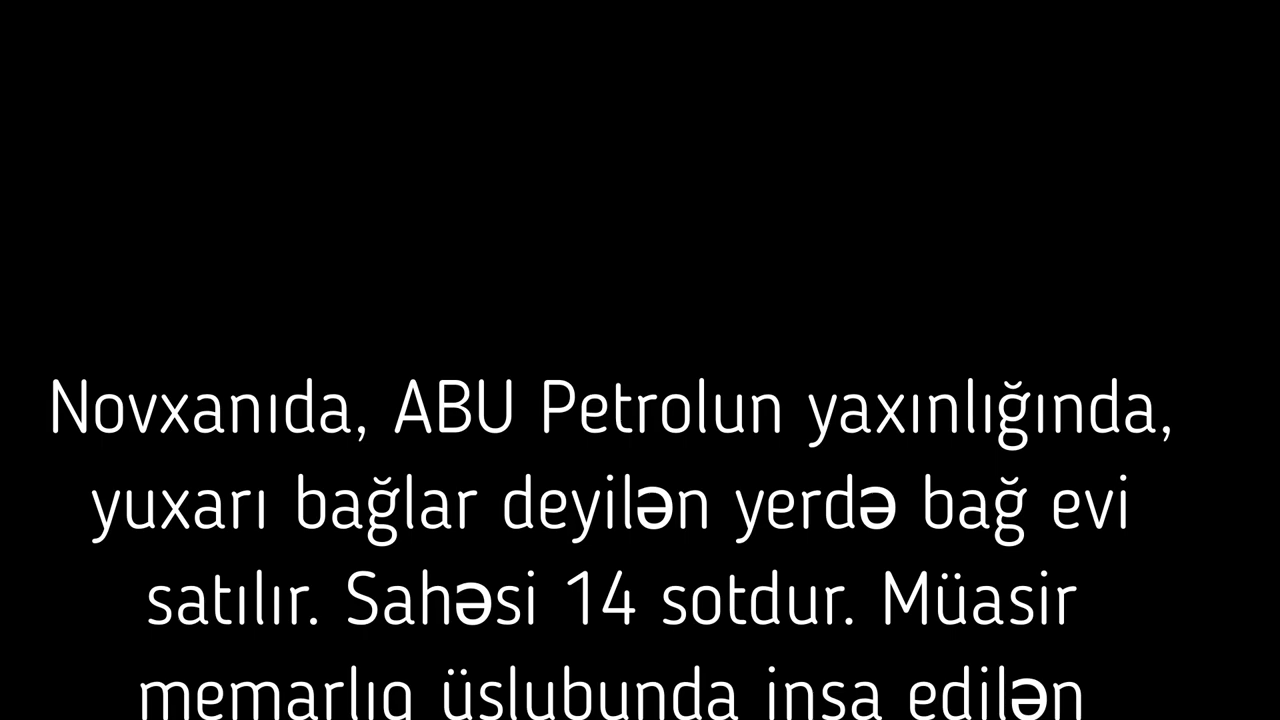 Novxanıda, ABU Petrolun yaxınlığında,
yuxarı bağlar deyilən yerdə bağ evi
satılır. Sahəsi 14 sotdur. Müasir
memarlıq üslubunda inşa edilən